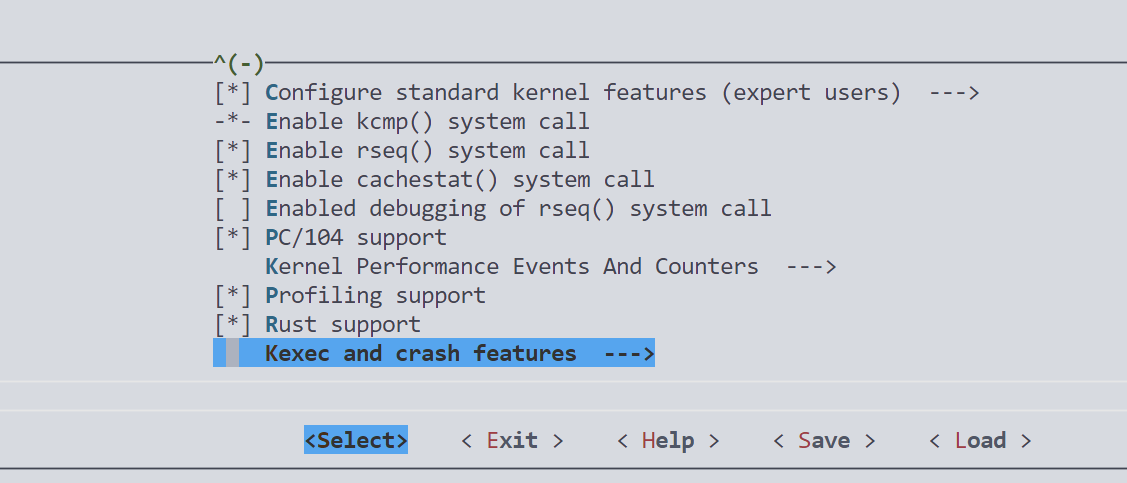 ^(-)
[*] Configure standard kernel features (expert users)  --->
-*- Enable kcmp() system call
[*] Enable rseq() system call
[*] Enable cachestat() system call
[ ] Enabled debugging of rseq() system call
[*] PC/104 support
    Kernel Performance Events And Counters  --->
[*] Profiling support
[*] Rust support
    Kexec and crash features  --->
<Select>    < Exit >    < Help >    < Save >    < Load >